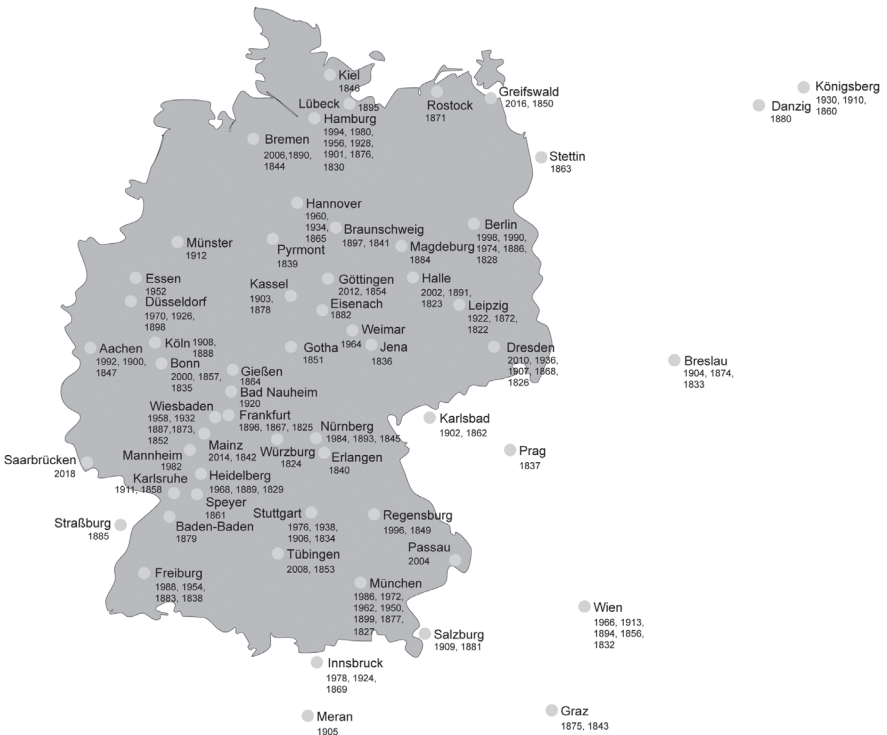 Kiel
1846
Lübeck
1895
Rostock
1871
Greifswald
2016, 1850
Königsberg
1930, 1910,
1860
Danzig
1880
Hamburg
1994, 1980,
1956, 1928,
1901, 1876,
1830
Bremen
2006,1890,
1844
Stettin
1863
Hannover
1960,
1934,
1865
Braunschweig
1897, 1841
Berlin
1998, 1990,
1974, 1886,
1828
Münster
1912
Pyrmont
1839
Magdeburg
1884
Essen
1952
Düsseldorf
1970, 1926,
1898
Kassel
1903,
1878
Göttingen
2012, 1854
Eisenach
1882
Halle
2002, 1891,
1823
Leipzig
1922, 1872,
1822
Weimar
1964
Jena
1836
Gotha
1851
Dresden
2010, 1936,
1907, 1868,
1826
Breslau
1904, 1874,
1833
Köln 1908,
1888
Aachen
1992, 1900,
1847
Bonn
2000, 1857,
1835
Gießen
1864
Bad Nauheim
1920
Wiesbaden
1958, 1932
1887,1873,
1852
Frankfurt
1896, 1867, 1825
Karlsbad
1902, 1862
Nürnberg
1984, 1893, 1845
Mainz
2014, 1842
Würzburg
1824
Erlangen
1840
Prag
1837
Mannheim
1982
Saarbrücken
2018
Karlsruhe
1911, 1858
Heidelberg
1968, 1889, 1829
Speyer
1861
Straßburg
1885
Baden-Baden
1879
Stuttgart
1976, 1938,
1906, 1834
Regensburg
1996, 1849
Passau
2004
Tübingen
2008, 1853
Freiburg
1988, 1954,
1883, 1838
München
1986, 1972,
1962, 1950,
1899, 1877,
1827
Wien
1966, 1913,
1894, 1856,
1832
Salzburg
1909, 1881
Innsbruck
1978, 1924,
1869
Meran
1905
Graz
1875, 1843